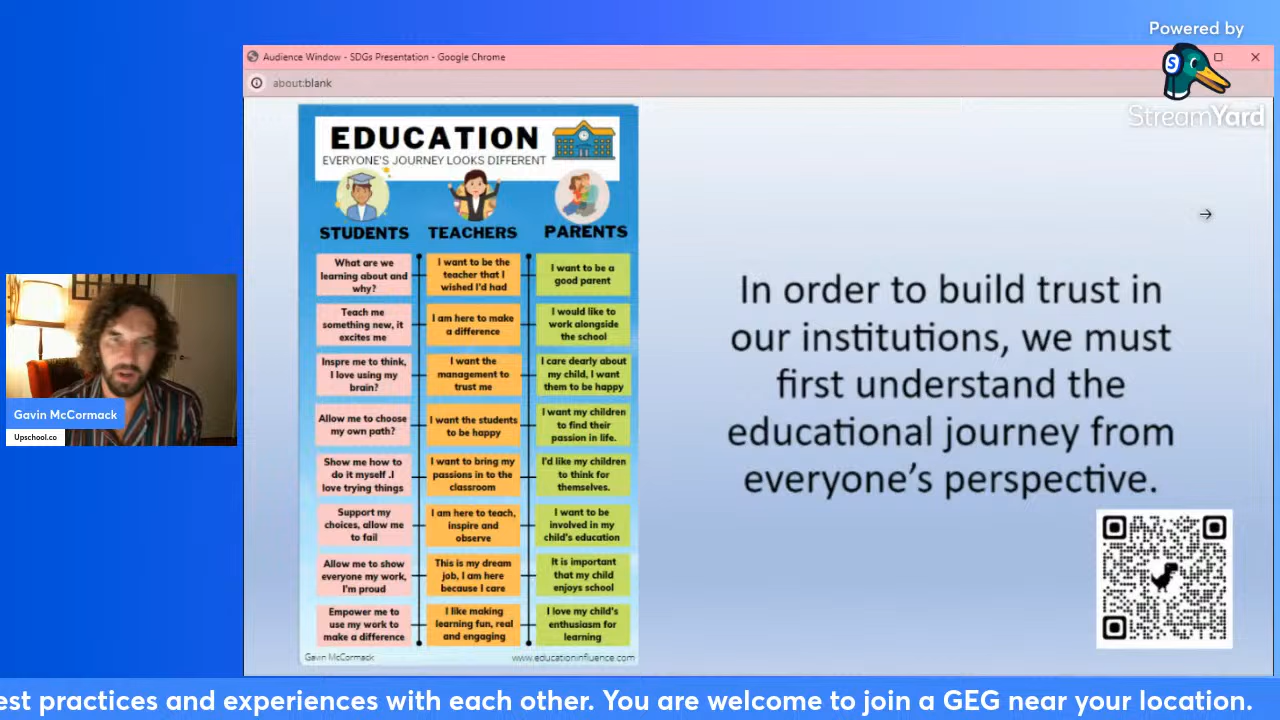 Powered by
StreamYard
Audience Window - SDGs Presentation - Google Chrome
about:blank
EDUCATION
EVERYONE'S JOURNEY LOOKS DIFFERENT
STUDENTS
TEACHERS
PARENTS
What are we
learning about and
why?
I want to be the
teacher that I
wished I'd had
I want to be a
good parent
Teach me
something new, it
excites me
I am here to make
a difference
I would like to
work alongside
the school
Inspre me to think,
I love using my
brain?
I want the
management to
trust me
I care dearly about
my child, I want
them to be happy
Allow me to choose
my own path?
I want the students
to be happy
I want my children
to find their
passion in life.
Show me how to
do it myself .I
love trying things
I want to bring my
passions in to the
classroom
I'd like my children
to think for
themselves.
Support my
choices, allow me
to fail
I am here to teach,
inspire and
observe
I want to be
involved in my
child's education
Allow me to show
everyone my work,
I'm proud
This is my dream
job, I am here
because I care
It is important
that my child
enjoys school
Empower me to
use my work to
make a difference
I like making
learning fun, real
and engaging
I love my child's
enthusiasm for
learning
Gavin McCormack
www.educationinfluence.com
In order to build trust in
our institutions, we must
first understand the
educational journey from
everyone's perspective.
Gavin McCormack
Upschool.co
est practices and experiences with each other. You are welcome to join a GEG near your location.